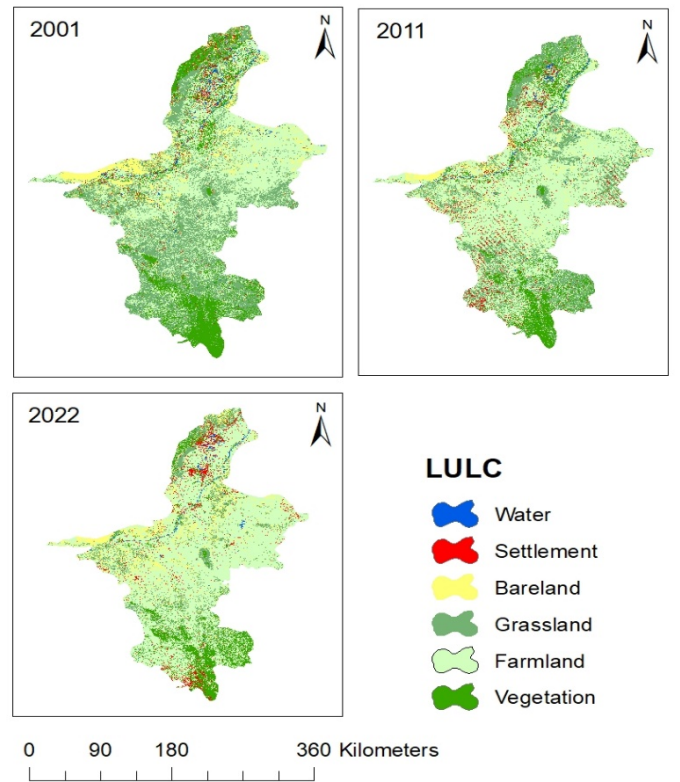 2001
N
2011
N
2022
N
LULC
Water
Settlement
Bareland
Grassland
Farmland
Vegetation
0 90 180 360 Kilometers